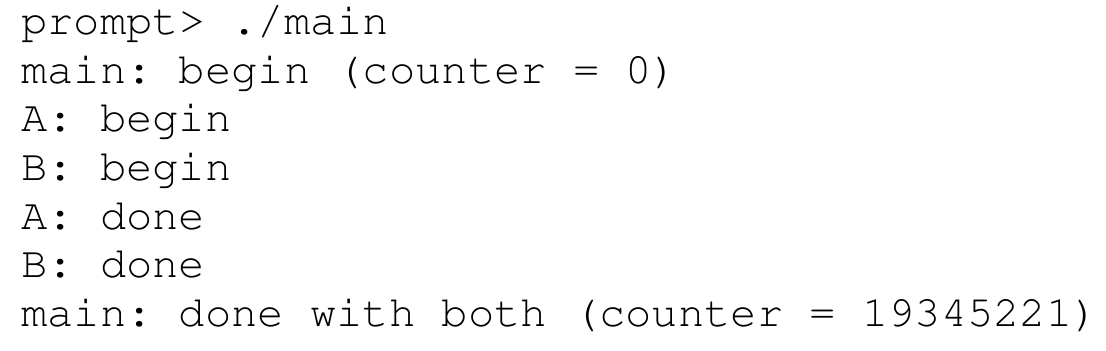 prompt> ./main
main: begin (counter = 0)
A: begin
B: begin
A: done
B: done
main: done with both (counter = 19345221)